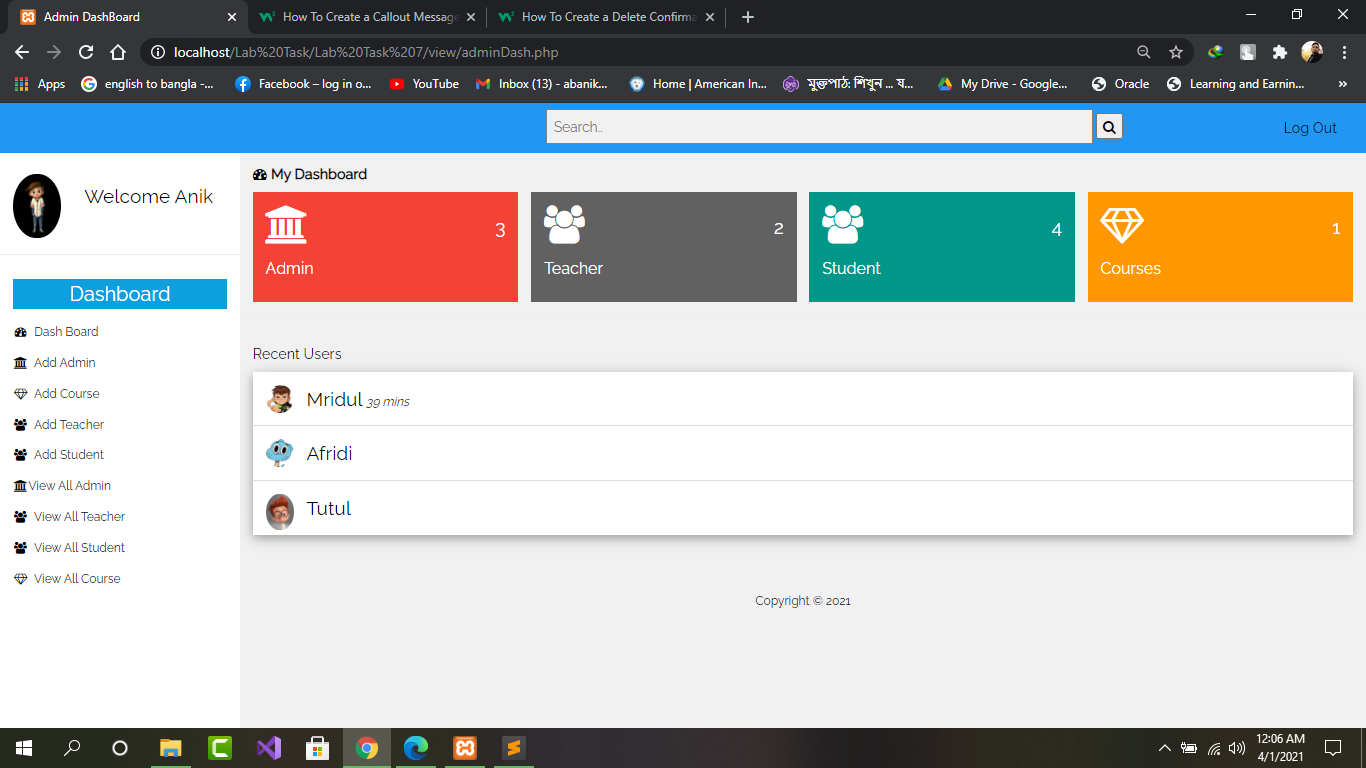 Admin DashBoard
How To Create a Callout Message
How To Create a Delete Confirma
localhost/Lab%20Task/Lab%20Task%207/view/adminDash.php
Apps
english to bangla -...
Facebook – log in o...
YouTube
Inbox (13) - abanik...
Home | American In...
মুক্তপাঠ: শিখুন ... য...
My Drive - Google...
Oracle
Learning and Earnin...
»
Search..
Log Out
Welcome Anik
Dashboard
Dash Board
Add Admin
Add Course
Add Teacher
Add Student
View All Admin
View All Teacher
View All Student
View All Course
My Dashboard
3
Admin
2
Teacher
4
Student
1
Courses
Recent Users
Mridul 39 mins
Afridi
Tutul
Copyright © 2021
12:06 AM
4/1/2021